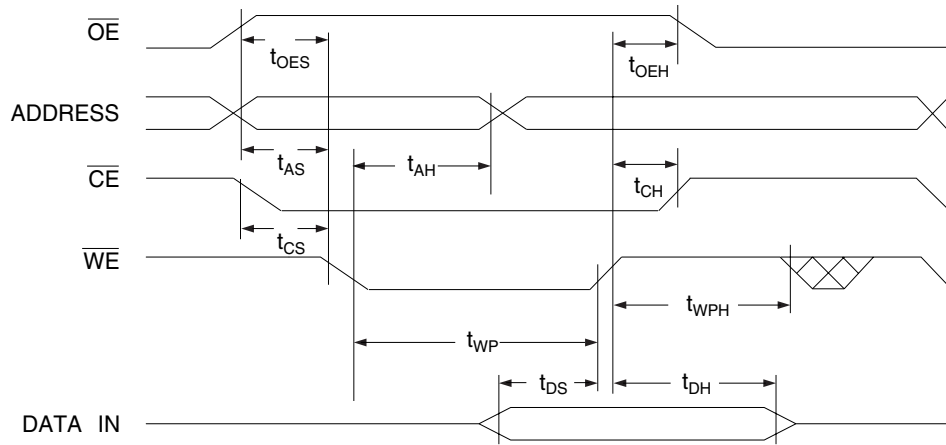 OE
tOES
tOEH
ADDRESS
tAS
tAH
CE
tCH
tCS
WE
tWPH
tWP
tDS
tDH
DATA IN